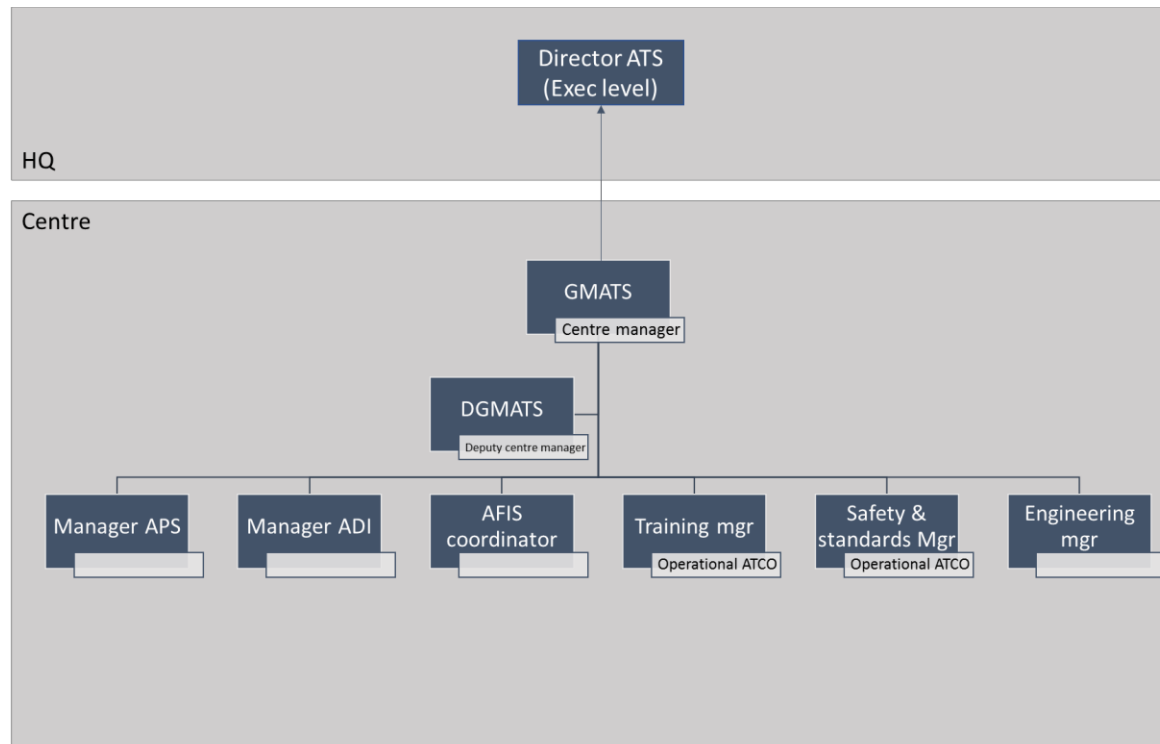 Director ATS
(Exec level)
HQ
Centre
GMATS
Centre manager
DGMATS
Deputy centre manager
Manager APS
Manager ADI
AFIS
coordinator
Training mgr
Operational ATCO
Safety &
standards Mgr
Operational ATCO
Engineering
mgr